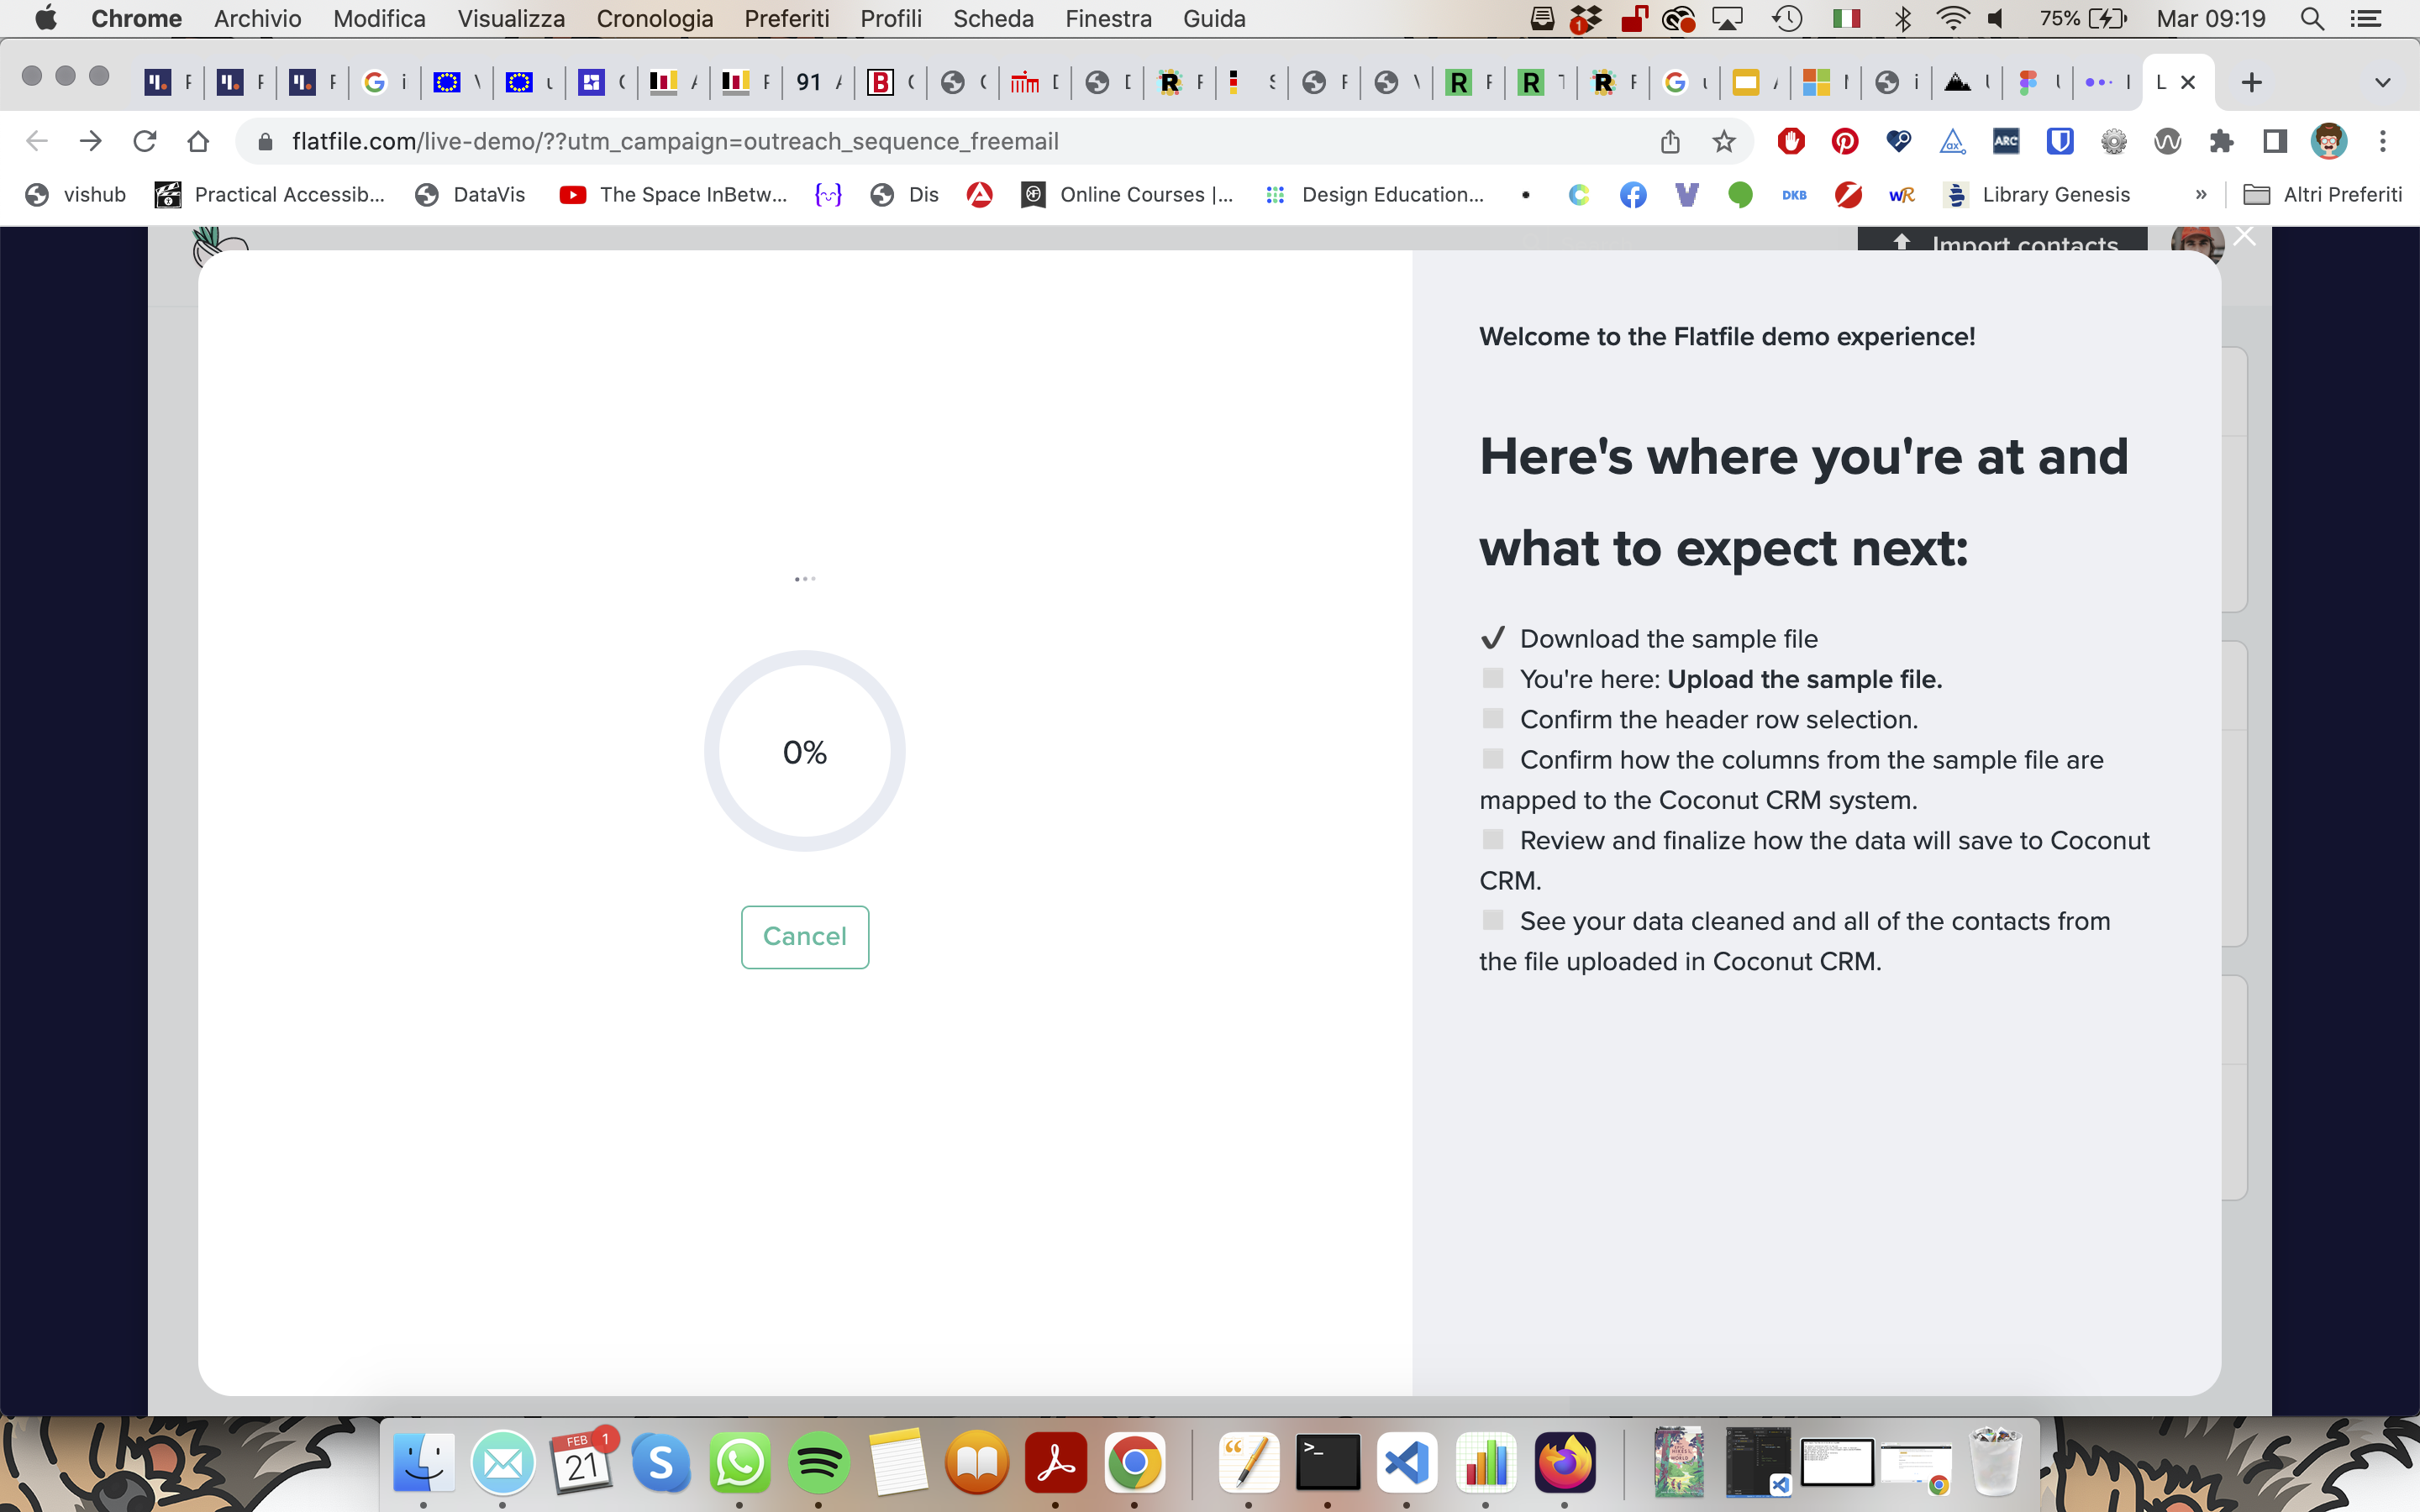 Chrome Archivio Modifica Visualizza Cronologia Preferiti Profili Scheda Finestra Guida 1 75% Mar 09:19
91 L
flatfile.com/live-demo/??utm_campaign=outreach_sequence_freemail ax ARC
vishub Practical Accessib... DataVis The Space InBetw... {·-·} Dis Online Courses |... Design Education... DKB wR Library Genesis » Altri Preferiti
Import contacts
Welcome to the Flatfile demo experience!
Here's where you're at and
what to expect next:
✔ Download the sample file
You're here: Upload the sample file.
Confirm the header row selection.
Confirm how the columns from the sample file are
mapped to the Coconut CRM system.
Review and finalize how the data will save to Coconut
CRM.
See your data cleaned and all of the contacts from
the file uploaded in Coconut CRM.
0%
Cancel
FEB 1
21